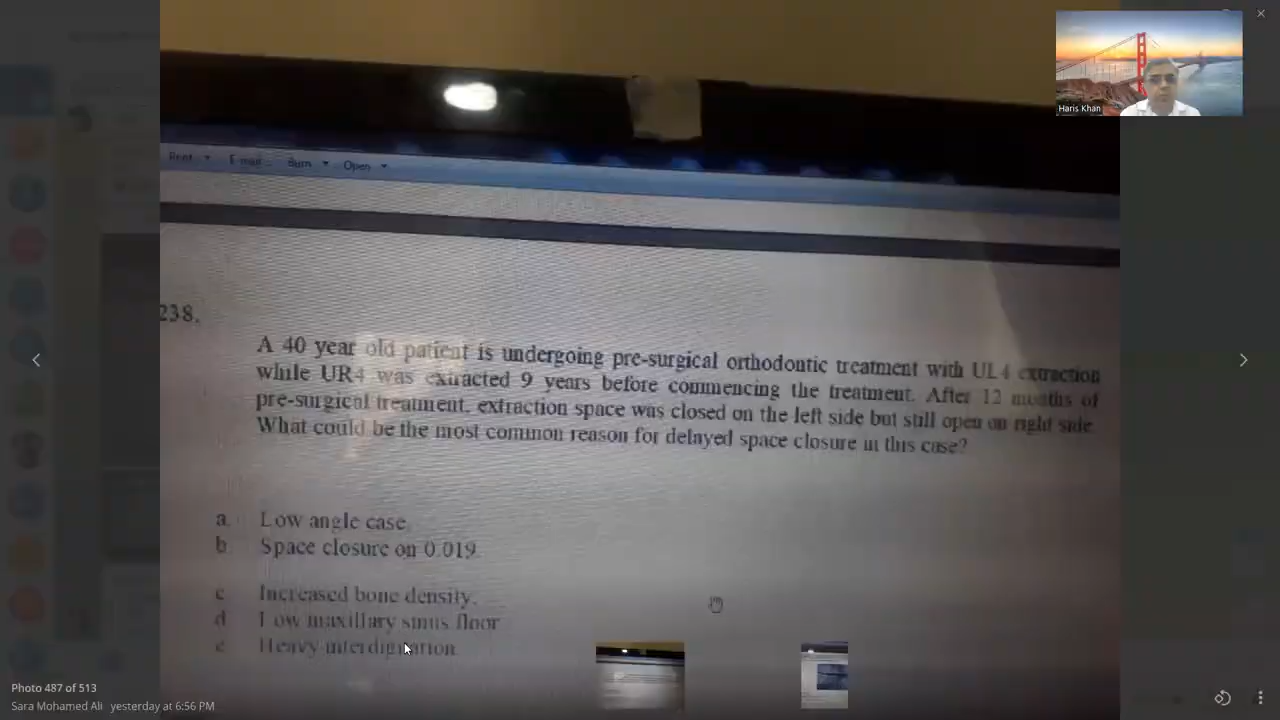 Haris Khan
Print E-mail Burn Open
238.
A 40 year old patient is undergoing pre-surgical orthodontic treatment with UL4 extraction
while UR4 was extracted 9 years before commencing the treatment. After 12 months of
pre-surgical treatment, extraction space was closed on the left side but still open on right side.
What could be the most common reason for delayed space closure in this case?
a. Low angle case.
b Space closure on 0.019.
c Increased bone density.
d Low maxillary sinus floor
e Heavy interdigitation
Photo 487 of 513
Sara Mohamed Ali yesterday at 6:56 PM